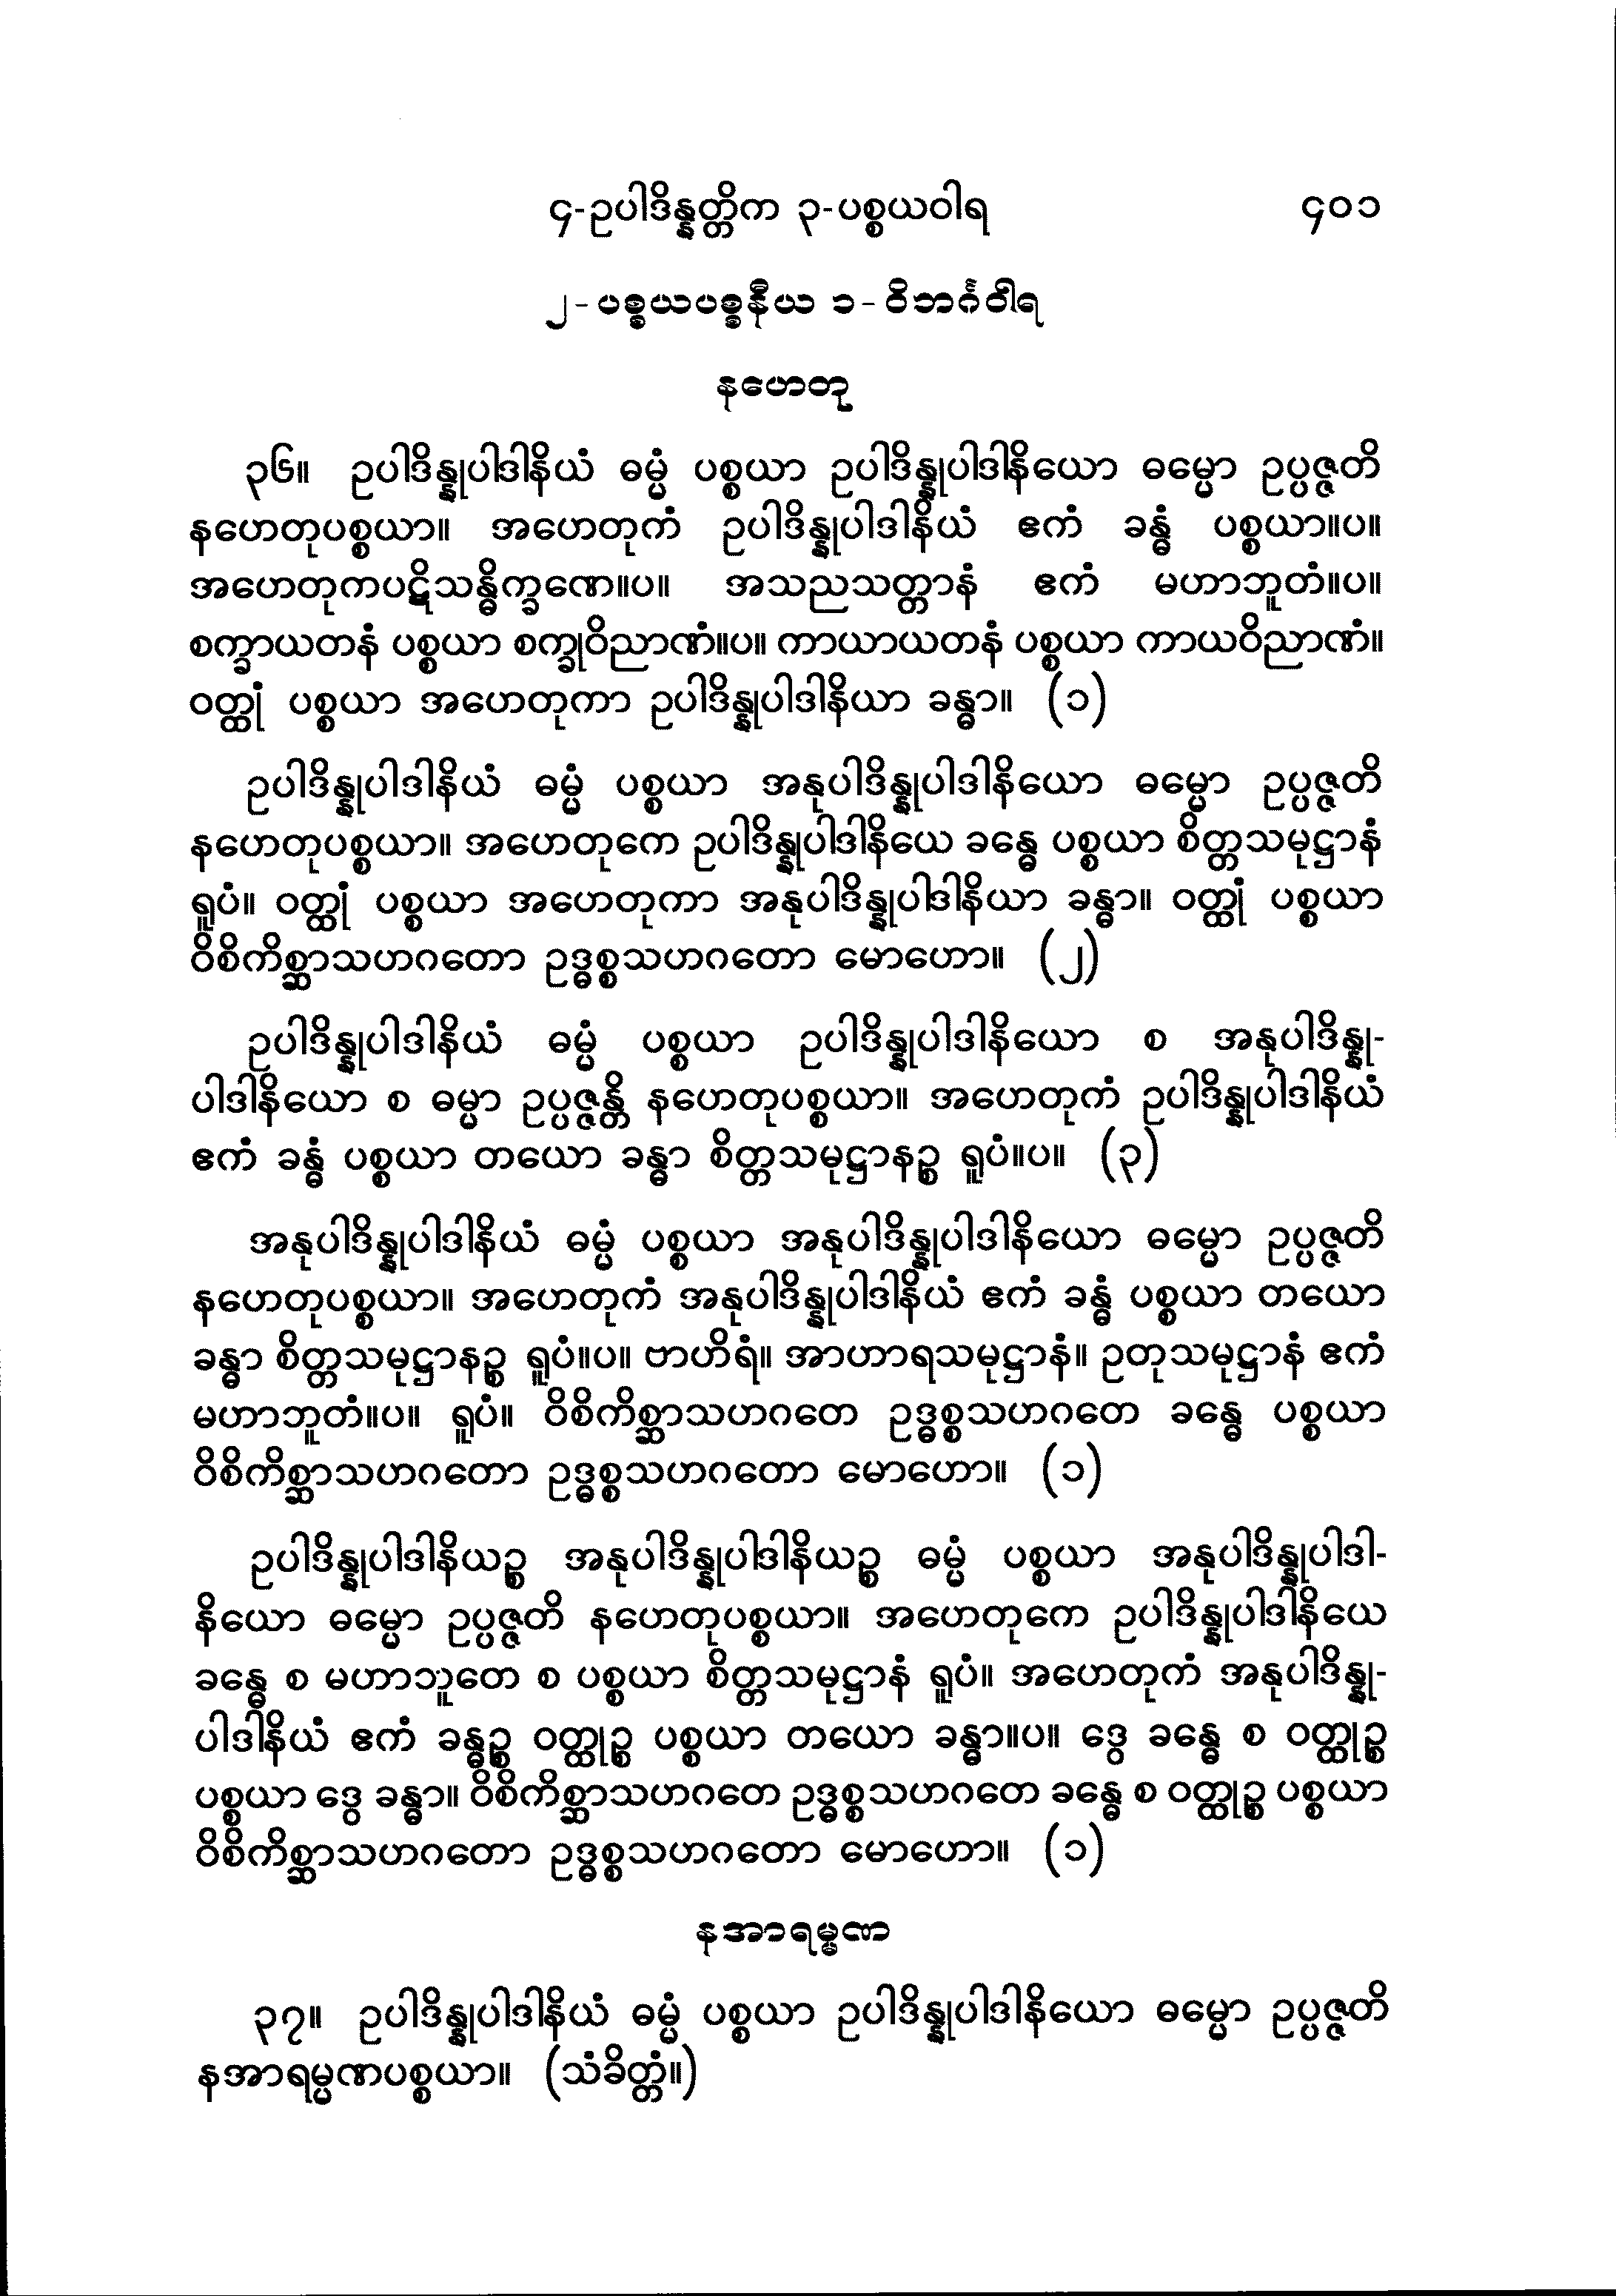 ၄-ဥပါဒိန္နတ္တိက ၃-ပစ္စယဝါရ ၄၀၁
၂-ပစ္စယပစ္စနီယ ၁-ဝိဘင်္ဂဝါရ
နဟေတု
၃၆။ ဥပါဒိန္နုပါဒါနိယံ ဓမ္မံ ပစ္စယာ ဥပါဒိန္နုပါဒါနိယော ဓမ္မော ဥပ္ပဇ္ဇတိ
နဟေတုပစ္စယာ။ အဟေတုကံ ဥပါဒိန္နုပါဒါနိယံ ဧကံ ခန္ဓံ ပစ္စယာ။ပ။
အဟေတုကပဋိသန္ဓိက္ခဏေ။ပ။ အသညသတ္တာနံ ဧကံ မဟာဘူတံ။ပ။
စက္ခာယတနံ ပစ္စယာ စက္ခုဝိညာဏံ။ပ။ ကာယာယတနံ ပစ္စယာ ကာယဝိညာဏံ။
ဝတ္ထုံ ပစ္စယာ အဟေတုကာ ဥပါဒိန္နုပါဒါနိယာ ခန္ဓာ။ (၁)
ဥပါဒိန္နုပါဒါနိယံ ဓမ္မံ ပစ္စယာ အနုပါဒိန္နုပါဒါနိယော ဓမ္မော ဥပ္ပဇ္ဇတိ
နဟေတုပစ္စယာ။ အဟေတုကေ ဥပါဒိန္နုပါဒါနိယေ ခန္ဓေ ပစ္စယာ စိတ္တသမုဋ္ဌာနံ
ရူပံ။ ဝတ္ထုံ ပစ္စယာ အဟေတုကာ အနုပါဒိန္နုပါဒါနိယာ ခန္ဓာ။ ဝတ္ထုံ ပစ္စယာ
ဝိစိကိစ္ဆာသဟဂတော ဥဒ္ဓစ္စသဟဂတော မောဟော။ (၂)
ဥပါဒိန္နုပါဒါနိယံ ဓမ္မံ ပစ္စယာ ဥပါဒိန္နုပါဒါနိယော စ အနုပါဒိန္နု-
ပါဒါနိယော စ ဓမ္မာ ဥပ္ပဇ္ဇန္တိ နဟေတုပစ္စယာ။ အဟေတုကံ ဥပါဒိန္နုပါဒါနိယံ
ဧကံ ခန္ဓံ ပစ္စယာ တယော ခန္ဓာ စိတ္တသမုဋ္ဌာနဉ္စ ရူပံ။ပ။ (၃)
အနုပါဒိန္နုပါဒါနိယံ ဓမ္မံ ပစ္စယာ အနုပါဒိန္နုပါဒါနိယော ဓမ္မော ဥပ္ပဇ္ဇတိ
နဟေတုပစ္စယာ။ အဟေတုကံ အနုပါဒိန္နုပါဒါနိယံ ဧကံ ခန္ဓံ ပစ္စယာ တယော
ခန္ဓာ စိတ္တသမုဋ္ဌာနဉ္စ ရူပံ။ပ။ ဗာဟိရံ။ အာဟာရသမုဋ္ဌာနံ။ ဥတုသမုဋ္ဌာနံ ဧကံ
မဟာဘူတံ။ပ။ ရူပံ။ ဝိစိကိစ္ဆာသဟဂတေ ဥဒ္ဓစ္စသဟဂတေ ခန္ဓေ ပစ္စယာ
ဝိစိကိစ္ဆာသဟဂတော ဥဒ္ဓစ္စသဟဂတော မောဟော။ (၁)
ဥပါဒိန္နုပါဒါနိယဉ္စ အနုပါဒိန္နုပါဒါနိယဉ္စ ဓမ္မံ ပစ္စယာ အနုပါဒိန္နုပါဒါ-
နိယော ဓမ္မော ဥပ္ပဇ္ဇတိ နဟေတုပစ္စယာ။ အဟေတုကေ ဥပါဒိန္နုပါဒါနိယေ
ခန္ဓေ စ မဟာဘူတေ စ ပစ္စယာ စိတ္တသမုဋ္ဌာနံ ရူပံ။ အဟေတုကံ အနုပါဒိန္နု-
ပါဒါနိယံ ဧကံ ခန္ဓဉ္စ ဝတ္ထုဉ္စ ပစ္စယာ တယော ခန္ဓာ။ပ။ ဒွေ ခန္ဓေ စ ဝတ္ထုဉ္စ
ပစ္စယာ ဒွေ ခန္ဓာ။ ဝိစိကိစ္ဆာသဟဂတေ ဥဒ္ဓစ္စသဟဂတေ ခန္ဓေ စ ဝတ္ထုဉ္စ ပစ္စယာ
ဝိစိကိစ္ဆာသဟဂတော ဥဒ္ဓစ္စသဟဂတော မောဟော။ (၁)
နအာရမ္မဏ
၃၇။ ဥပါဒိန္နုပါဒါနိယံ ဓမ္မံ ပစ္စယာ ဥပါဒိန္နုပါဒါနိယော ဓမ္မော ဥပ္ပဇ္ဇတိ
နအာရမ္မဏပစ္စယာ။ (သံခိတ္တံ။)